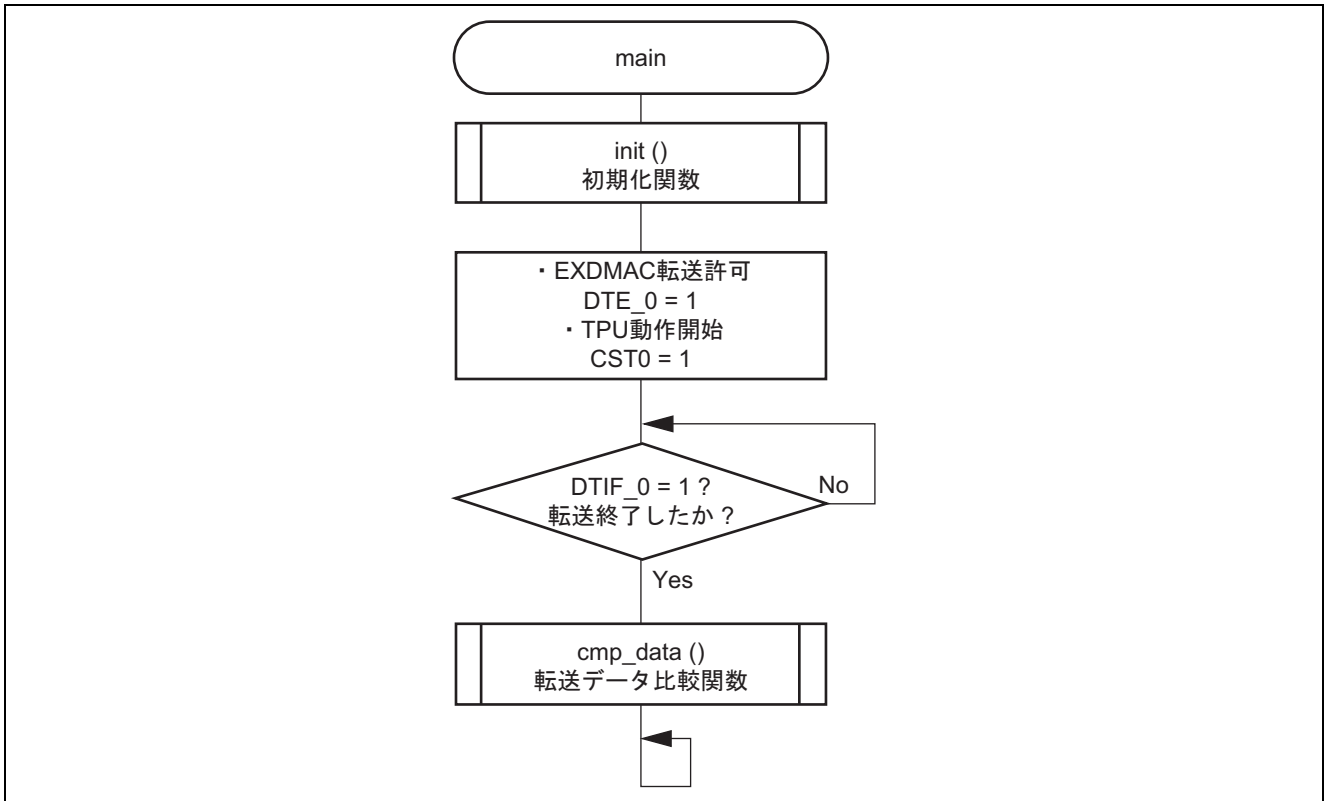 main
init ()
初期化関数
・EXDMAC転送許可
DTE_0 = 1
・TPU動作開始
CST0 = 1
DTIF_0 = 1 ?
転送終了したか?
No
Yes
cmp_data ()
転送データ比較関数